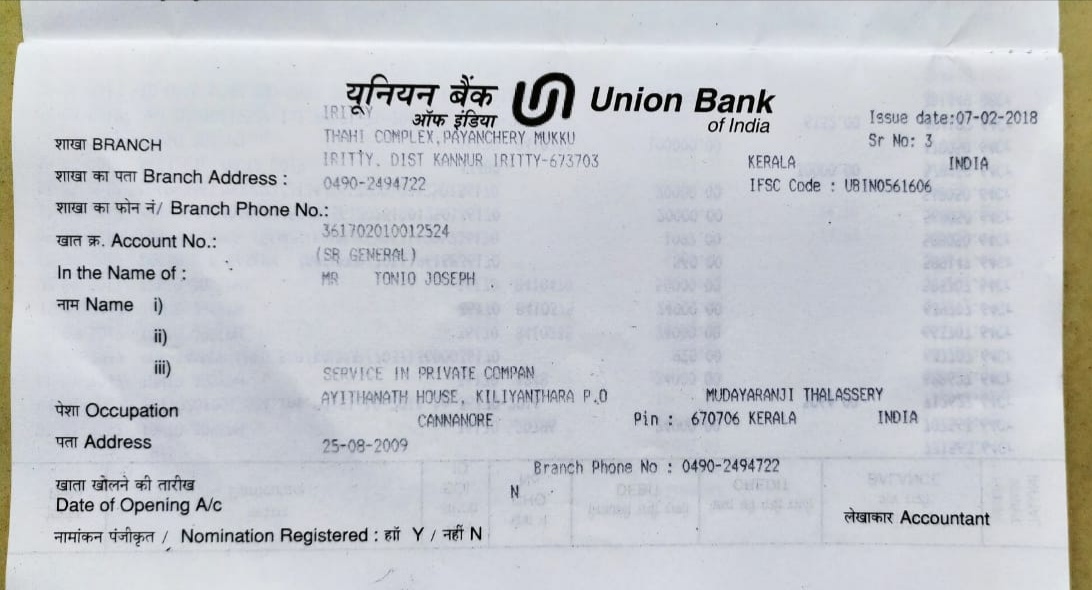 यूनियन बैंक Union Bank
ऑफ इंडिया of India
IRITTY
Issue date:07-02-2018
शाखा BRANCH
THAHI COMPLEX,PAYANCHERY MUKKU
Sr No: 3
IRITTY, DIST KANNUR IRITTY-673703 KERALA INDIA
शाखा का पता Branch Address :
0490-2494722 IFSC Code : UBIN0561606
शाखा का फोन नं/ Branch Phone No.:
361702010012524
खात क्र. Account No.:
(SB GENERAL)
In the Name of :
MR TONIO JOSEPH
नाम Name i)
ii)
iii)
SERVICE IN PRIVATE COMPAN
AYITHANATH HOUSE, KILIYANTHARA P.O MUDAYARANJI THALASSERY
पेशा Occupation
CANNANORE Pin : 670706 KERALA INDIA
पता Address
25-08-2009
Branch Phone No : 0490-2494722
खाता खोलने की तारीख
N
Date of Opening A/c
लेखाकार Accountant
नामांकन पंजीकृत / Nomination Registered : हाँ Y / नहीं N